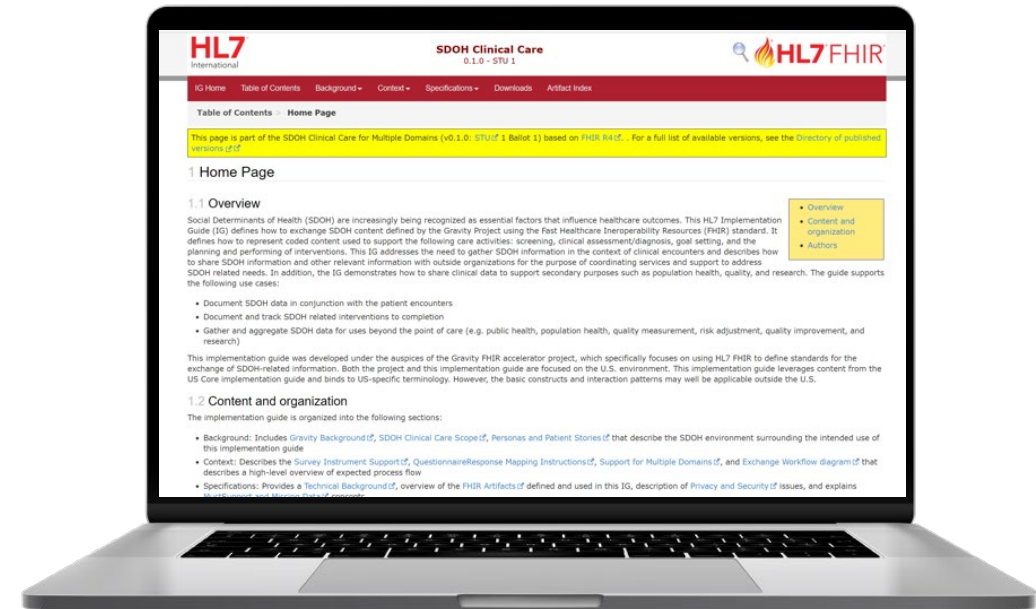 HL7
International
SDOH Clinical Care
0.1.0 - STU 1
HL7 FHIR
IG Home Table of Contents Background Context Specifications Downloads Artifact Index
Table of Contents Home Page
This page is part of the SDOH Clinical Care for Multiple Domains (v0.1.0: STU 1 Ballot 1) based on FHIR R4. . For a full list of available versions, see the Directory of published
versions
1 Home Page
1.1 Overview
Social Determinants of Health (SDOH) are increasingly being recognized as essential factors that influence healthcare outcomes. This HL7 Implementation
Guide (IG) defines how to exchange SDOH content defined by the Gravity Project using the Fast Healthcare Ineroperability Resources (FHIR) standard. It
defines how to represent coded content used to support the following care activities: screening, clinical assessment/diagnosis, goal setting, and the
planning and performing of interventions. This IG addresses the need to gather SDOH information in the context of clinical encounters and describes how
to share SDOH information and other relevant information with outside organizations for the purpose of coordinating services and support to address
SDOH related needs. In addition, the IG demonstrates how to share clinical data to support secondary purposes such as population health, quality, and research. The guide supports
the following use cases:
• Overview
• Content and
organization
• Authors
• Document SDOH data in conjunction with the patient encounters
• Document and track SDOH related interventions to completion
• Gather and aggregate SDOH data for uses beyond the point of care (e.g. public health, population health, quality measurement, risk adjustment, quality improvement, and
research)
This implementation guide was developed under the auspices of the Gravity FHIR accelerator project, which specifically focuses on using HL7 FHIR to define standards for the
exchange of SDOH-related information. Both the project and this implementation guide are focused on the U.S. environment. This implementation guide leverages content from the
US Core implementation guide and binds to US-specific terminology. However, the basic constructs and interaction patterns may well be applicable outside the U.S.
1.2 Content and organization
The implementation guide is organized into the following sections:
• Background: Includes Gravity Background, SDOH Clinical Care Scope, Personas and Patient Stories that describe the SDOH environment surrounding the intended use of
this implementation guide
• Context: Describes the Survey Instrument Support, QuestionnaireResponse Mapping Instructions, Support for Multiple Domains, and Exchange Workflow diagram that
describes a high-level overview of expected process flow
• Specifications: Provides a Technical Background, overview of the FHIR Artifacts defined and used in this IG, description of Privacy and Security issues, and explains
MustSupport and Missing Data concepts